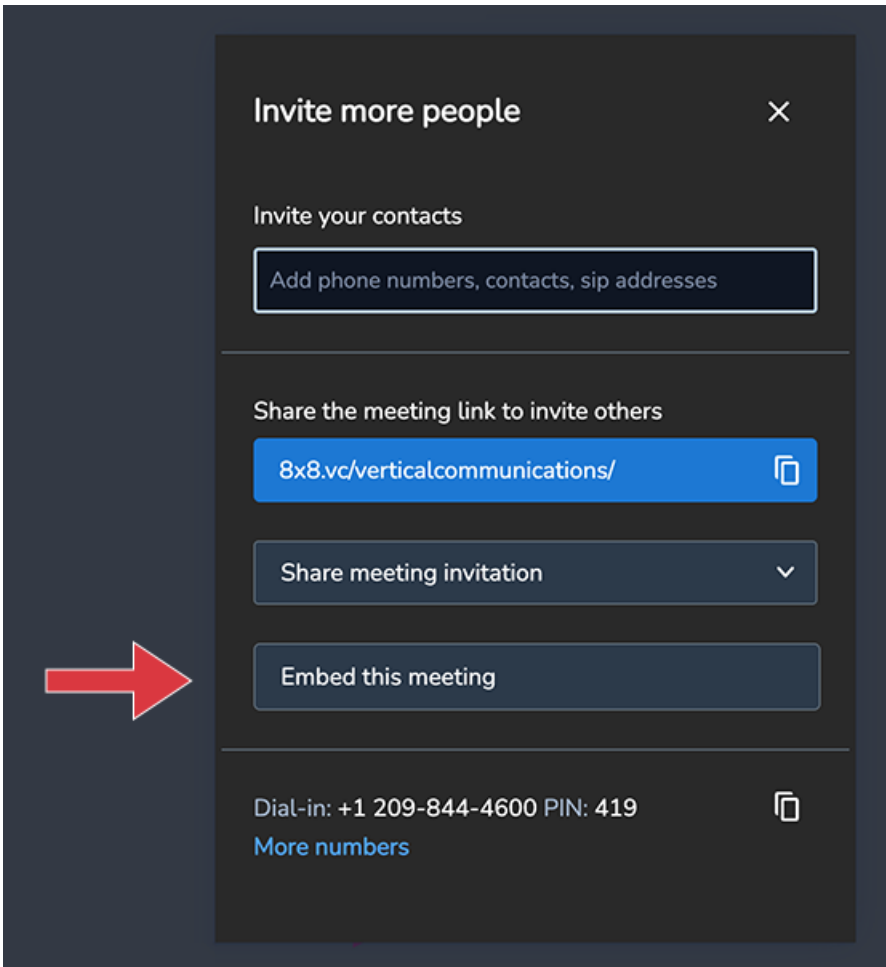 Invite more people
Invite your contacts
Add phone numbers, contacts, sip addresses
Share the meeting link to invite others
8x8.vc/verticalcommunications/
Share meeting invitation
Embed this meeting
Dial-in: +1 209-844-4600 PIN: 419
More numbers